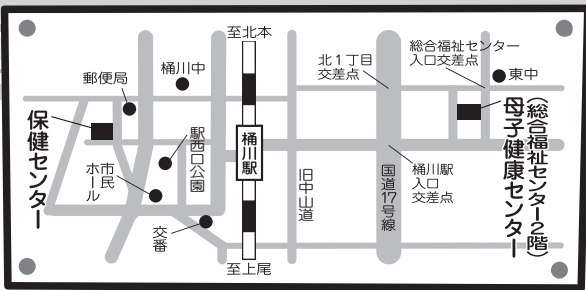 至北本
郵便局
桶川中
北1丁目
交差点
総合福祉センター
入口交差点
東中
保健センター
駅西口公園
桶川駅
市民
ホール
交番
旧中山道
国道17号線
桶川駅
入口
交差点
母子健康センター
(総合福祉センター2階)
至上尾